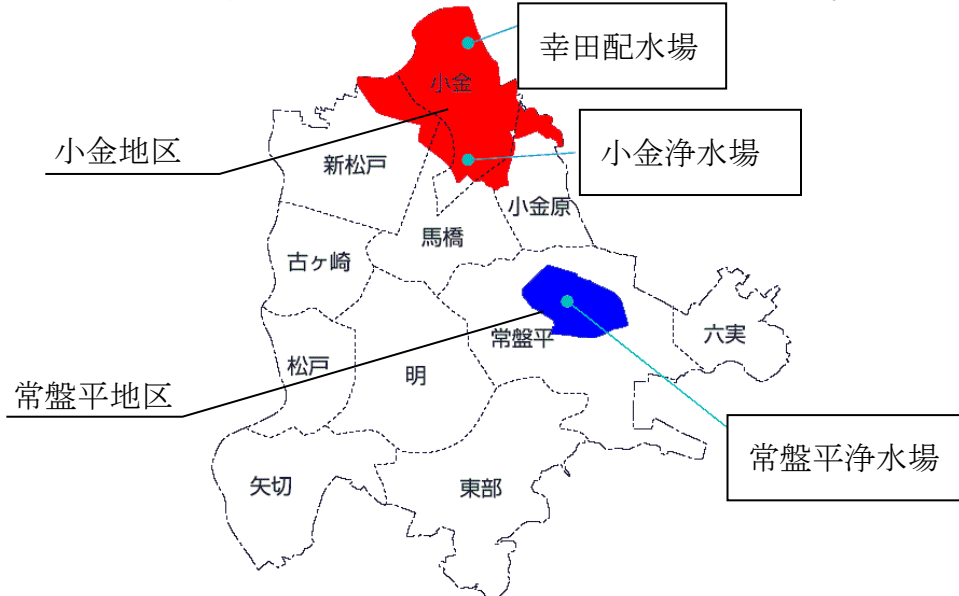 幸田配水場
小金
小金地区
小金浄水場
新松戸
小金原
馬橋
古ヶ崎
六実
常盤平
松戸
明
常盤平地区
常盤平浄水場
矢切
東部